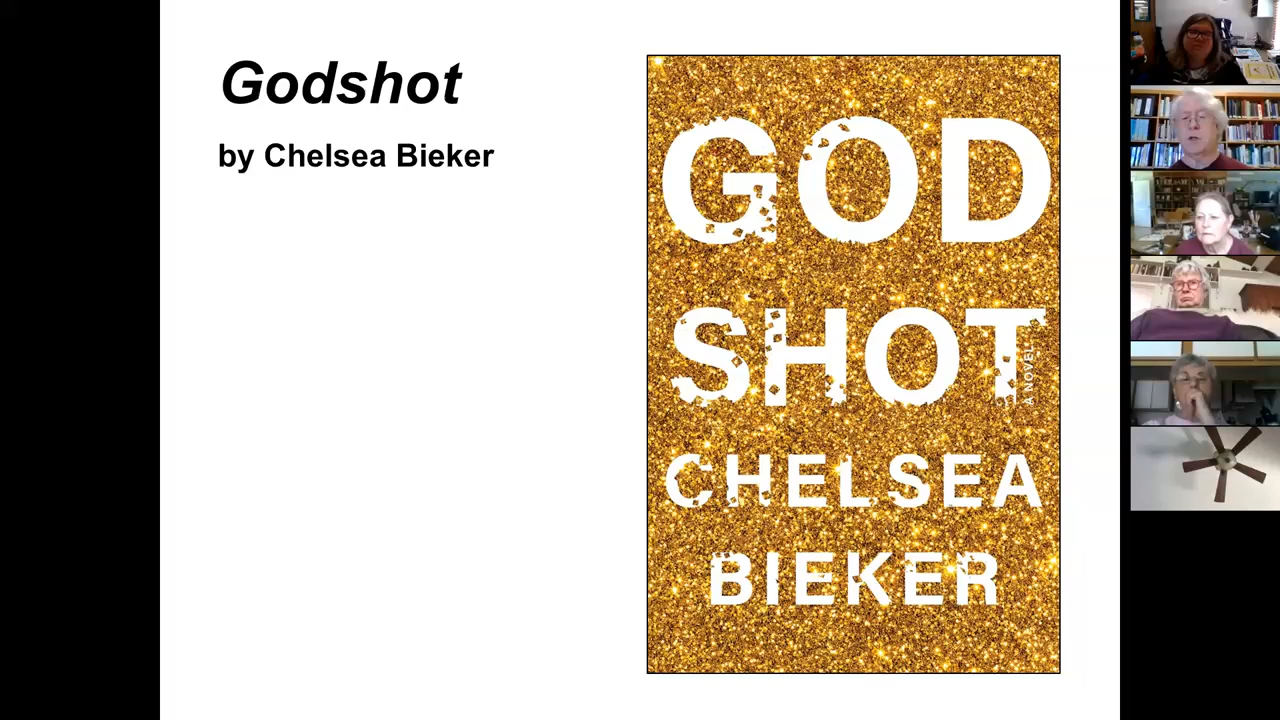 Godshot
by Chelsea Bieker
GOD
SHOT
A NOVEL
CHELSEA
BIEKER